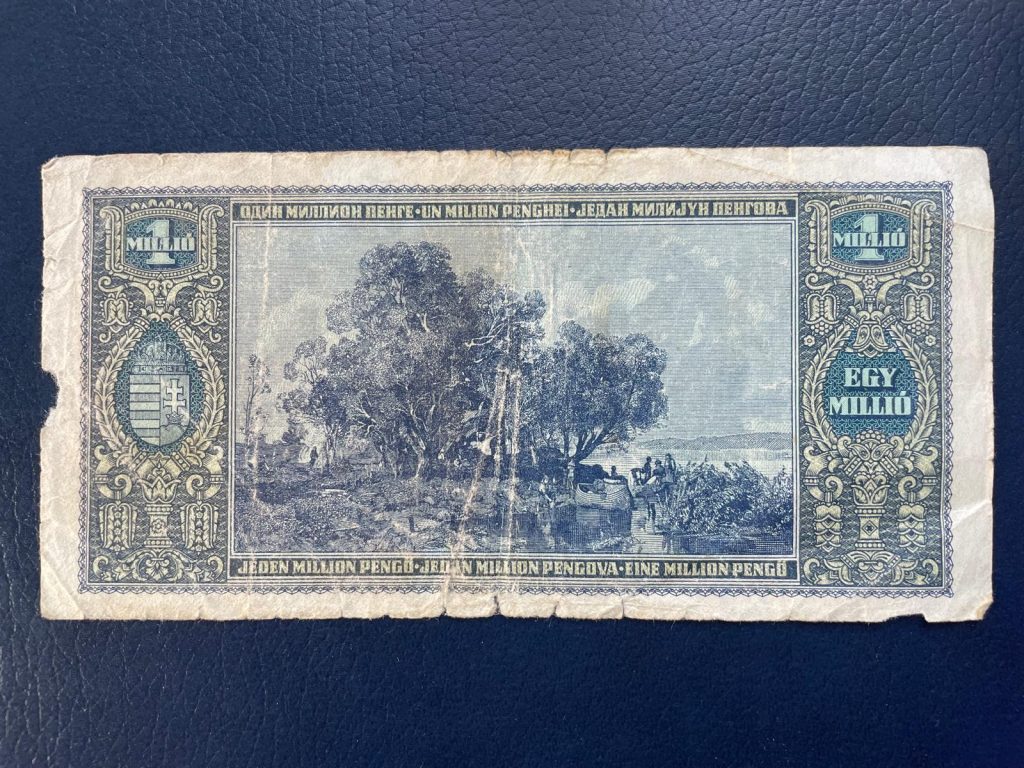 1
MILLIÓ
ОДИН МИЛЛИОН ПЕНГЕ · UN MILION PENGHEI · ЈЕДАН МИЛИЈУН ПЕНГОВА
1
MILLIÓ
EGY
MILLIÓ
JEDEN MILLION PENGŮ · JEDAN MILLION PENGOVA · EINE MILLION PENGŐ